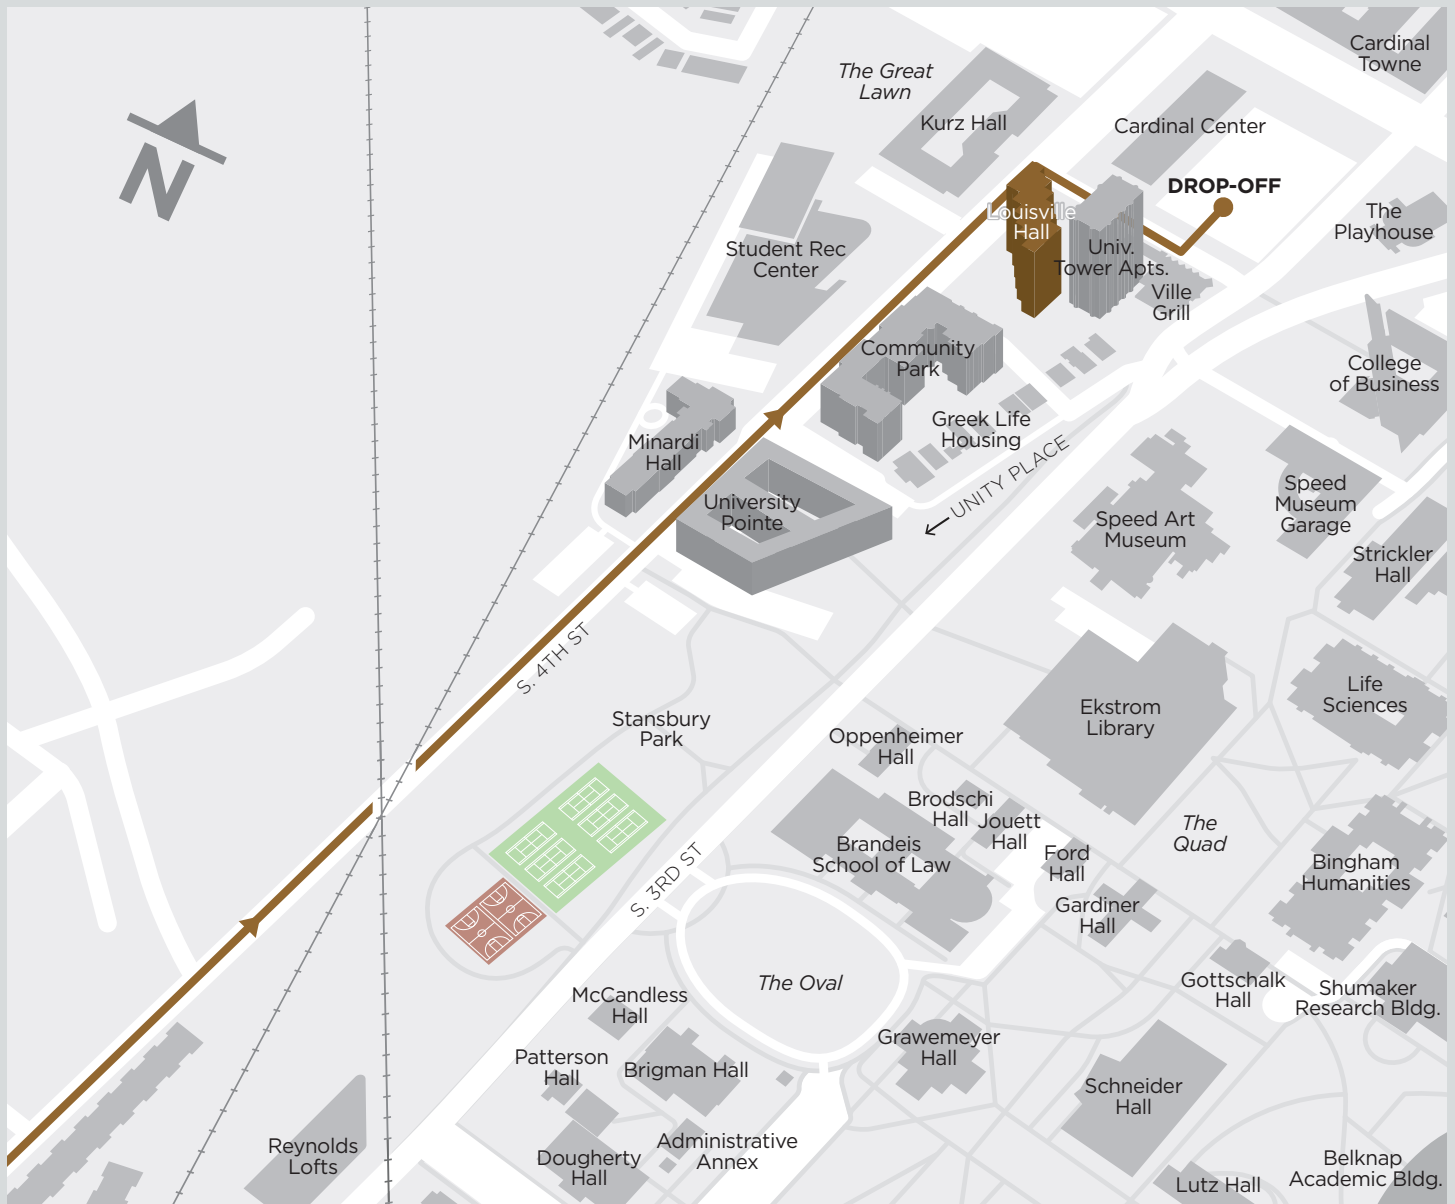 Cardinal
Towne
The Great
Lawn
Kurz Hall
Cardinal Center
N
DROP-OFF
Louisville
Hall
The
Playhouse
Student Rec
Center
Univ.
Tower Apts.
Ville
Grill
Community
Park
College
of Business
Greek Life
Housing
Minardi
Hall
UNITY PLACE
University
Pointe
Speed Art
Museum
Speed
Museum
Garage
Strickler
Hall
S. 4TH ST
Stansbury
Park
Ekstrom
Library
Life
Sciences
Oppenheimer
Hall
Brodschi
Hall
Jouett
Hall
The
Quad
Brandeis
School of Law
Ford
Hall
Bingham
Humanities
S. 3RD ST
Gardiner
Hall
The Oval
McCandless
Hall
Gottschalk
Hall
Shumaker
Research Bldg.
Grawemeyer
Hall
Patterson
Hall
Brigman Hall
Schneider
Hall
Reynolds
Lofts
Administrative
Annex
Dougherty
Hall
Lutz Hall
Belknap
Academic Bldg.